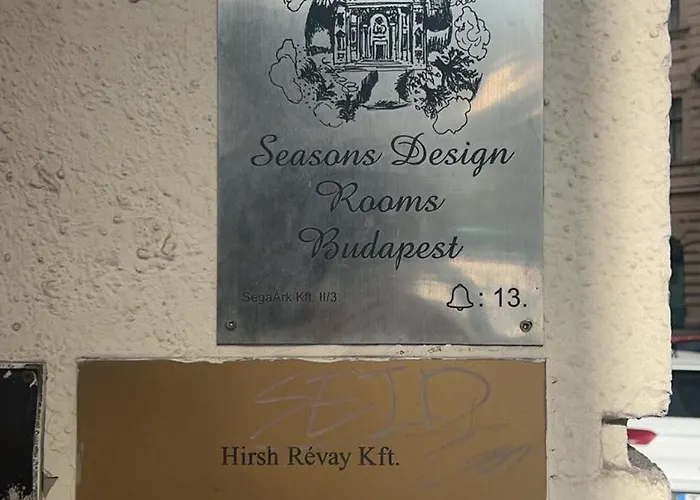 Seasons Design
Rooms
Budapest
SegaArk Kft. II/3.
: 13.
Hirsh Révay Kft.